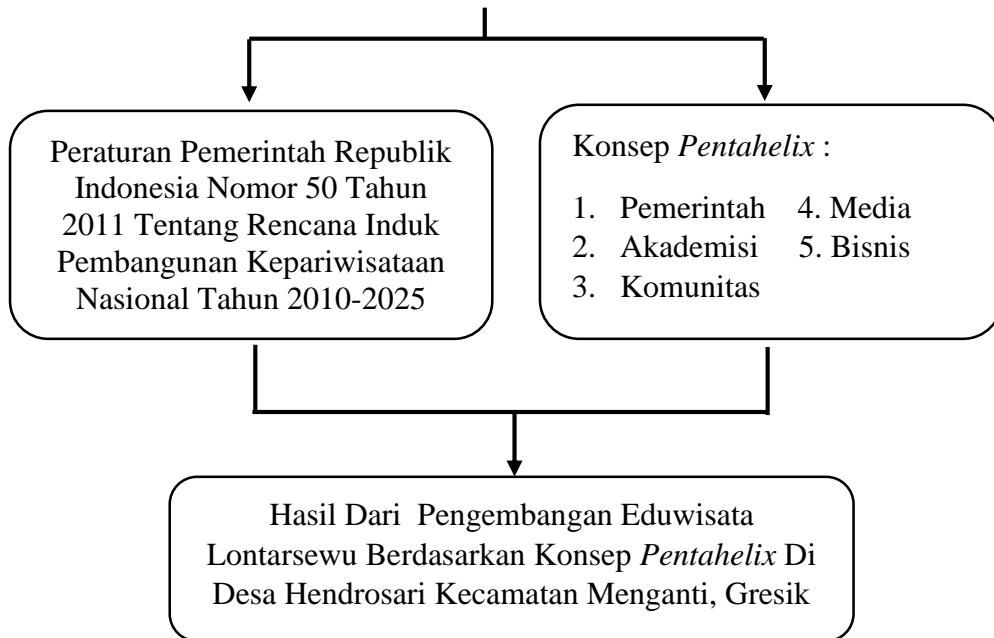 Peraturan Pemerintah Republik
Indonesia Nomor 50 Tahun
2011 Tentang Rencana Induk
Pembangunan Kepariwisataan
Nasional Tahun 2010-2025
Konsep Pentahelix :
1. Pemerintah 4. Media
2. Akademisi 5. Bisnis
3. Komunitas
Hasil Dari Pengembangan Eduwisata
Lontarsewu Berdasarkan Konsep Pentahelix Di
Desa Hendrosari Kecamatan Menganti, Gresik